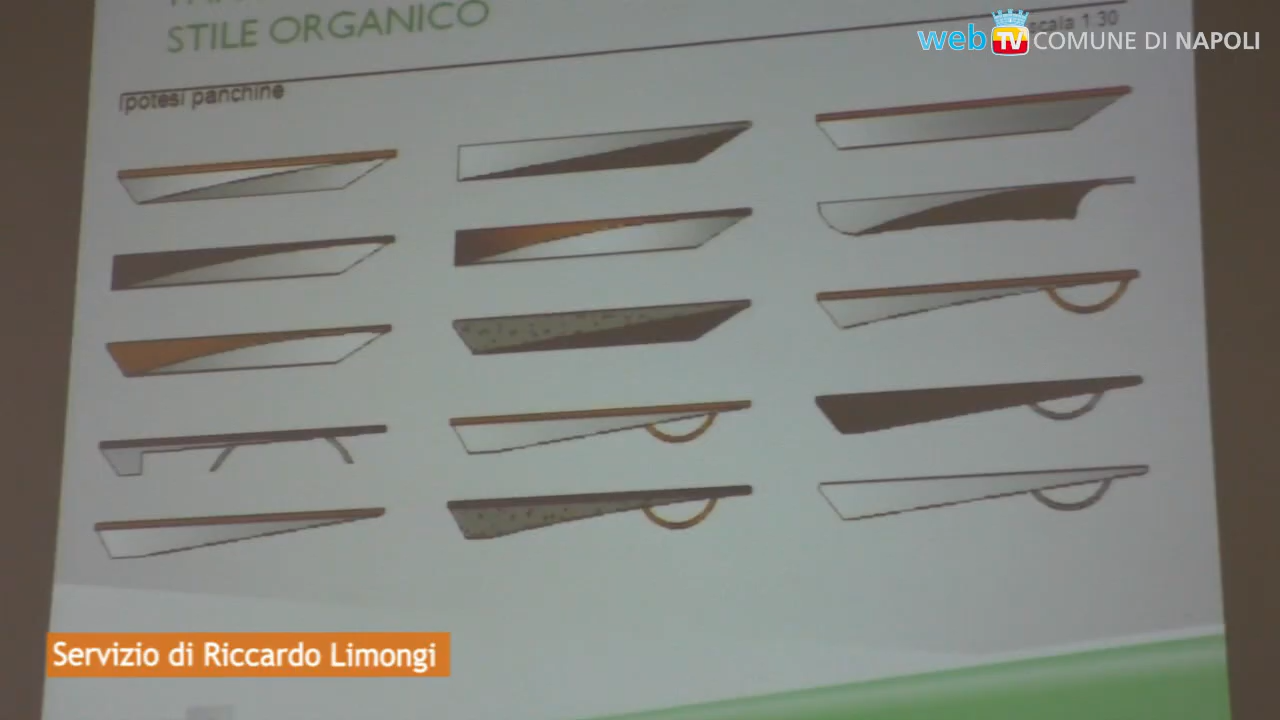 STILE ORGANICO
scala 1:30
web TV COMUNE DI NAPOLI
Ipotesi panchine
Servizio di Riccardo Limongi